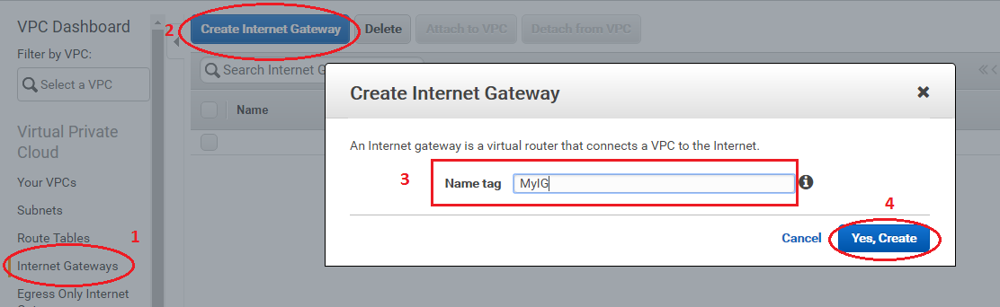 VPC Dashboard
Filter by VPC:
Select a VPC
Virtual Private
Cloud
Your VPCs
Subnets
Route Tables
1
Internet Gateways
Egress Only Internet
2
Create Internet Gateway
Delete
Attach to VPC
Detach from VPC
Search Internet G
Name
Create Internet Gateway
An Internet gateway is a virtual router that connects a VPC to the Internet.
3
Name tag
MyIG
4
Cancel
Yes, Create